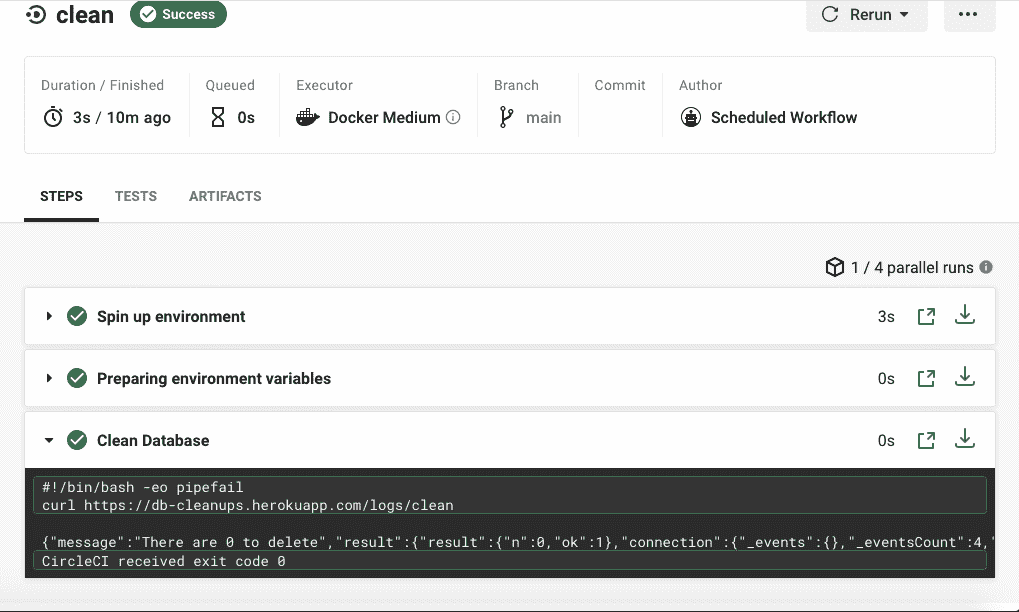 clean Success Rerun
Duration / Finished Queued Executor Branch Commit Author
3s / 10m ago 0s Docker Medium main Scheduled Workflow
STEPS TESTS ARTIFACTS
1 / 4 parallel runs
Spin up environment 3s
Preparing environment variables 0s
Clean Database 0s
#!/bin/bash -eo pipefail
curl https://db-cleanups.herokuapp.com/logs/clean
{"message":"There are 0 to delete","result":{"result":{"n":0,"ok":1},"connection":{"_events":{},"_eventsCount":4,
CircleCI received exit code 0